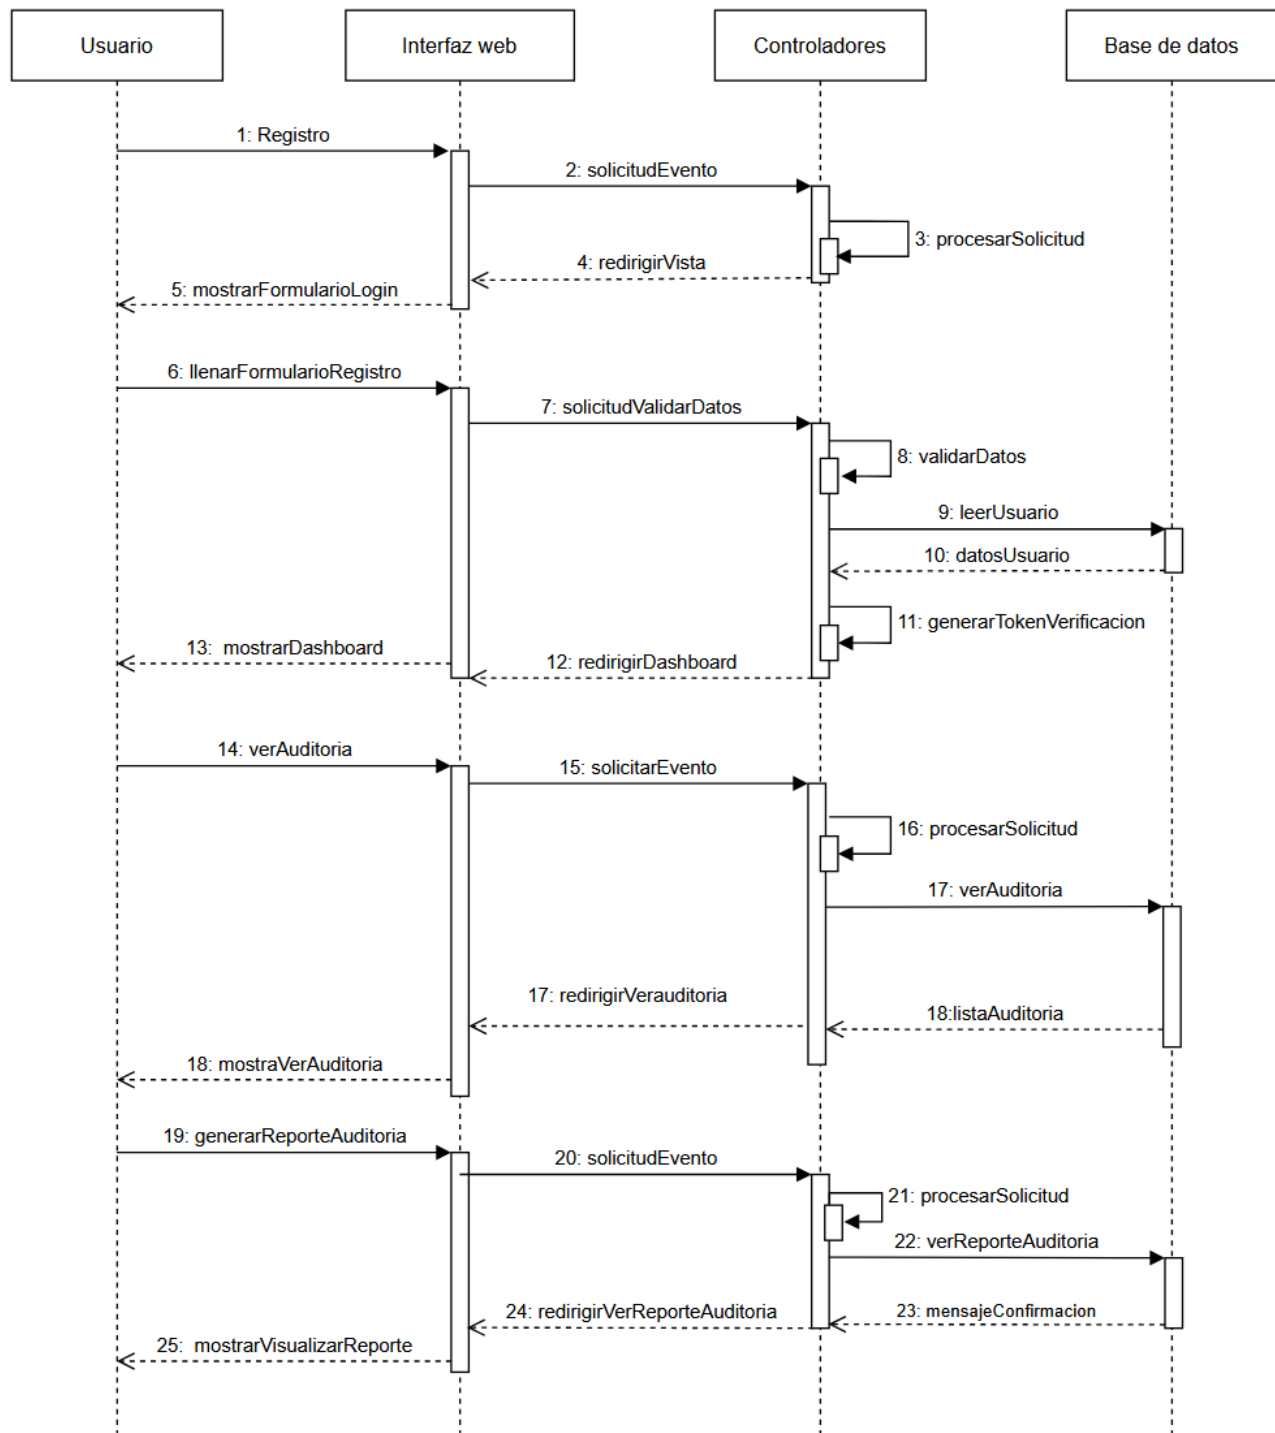 Usuario
Interfaz web
Controladores
Base de datos
1: Registro
2: solicitudEvento
3: procesarSolicitud
4: redirigirVista
5: mostrarFormularioLogin
6: llenarFormularioRegistro
7: solicitudValidarDatos
8: validarDatos
9: leerUsuario
10: datosUsuario
11: generarTokenVerificacion
12: redirigirDashboard
13: mostrarDashboard
14: verAuditoria
15: solicitarEvento
16: procesarSolicitud
17: verAuditoria
17: redirigirVerauditoria
18:listaAuditoria
18: mostraVerAuditoria
19: generarReporteAuditoria
20: solicitudEvento
21: procesarSolicitud
22: verReporteAuditoria
23: mensajeConfirmacion
24: redirigirVerReporteAuditoria
25: mostrarVisualizarReporte